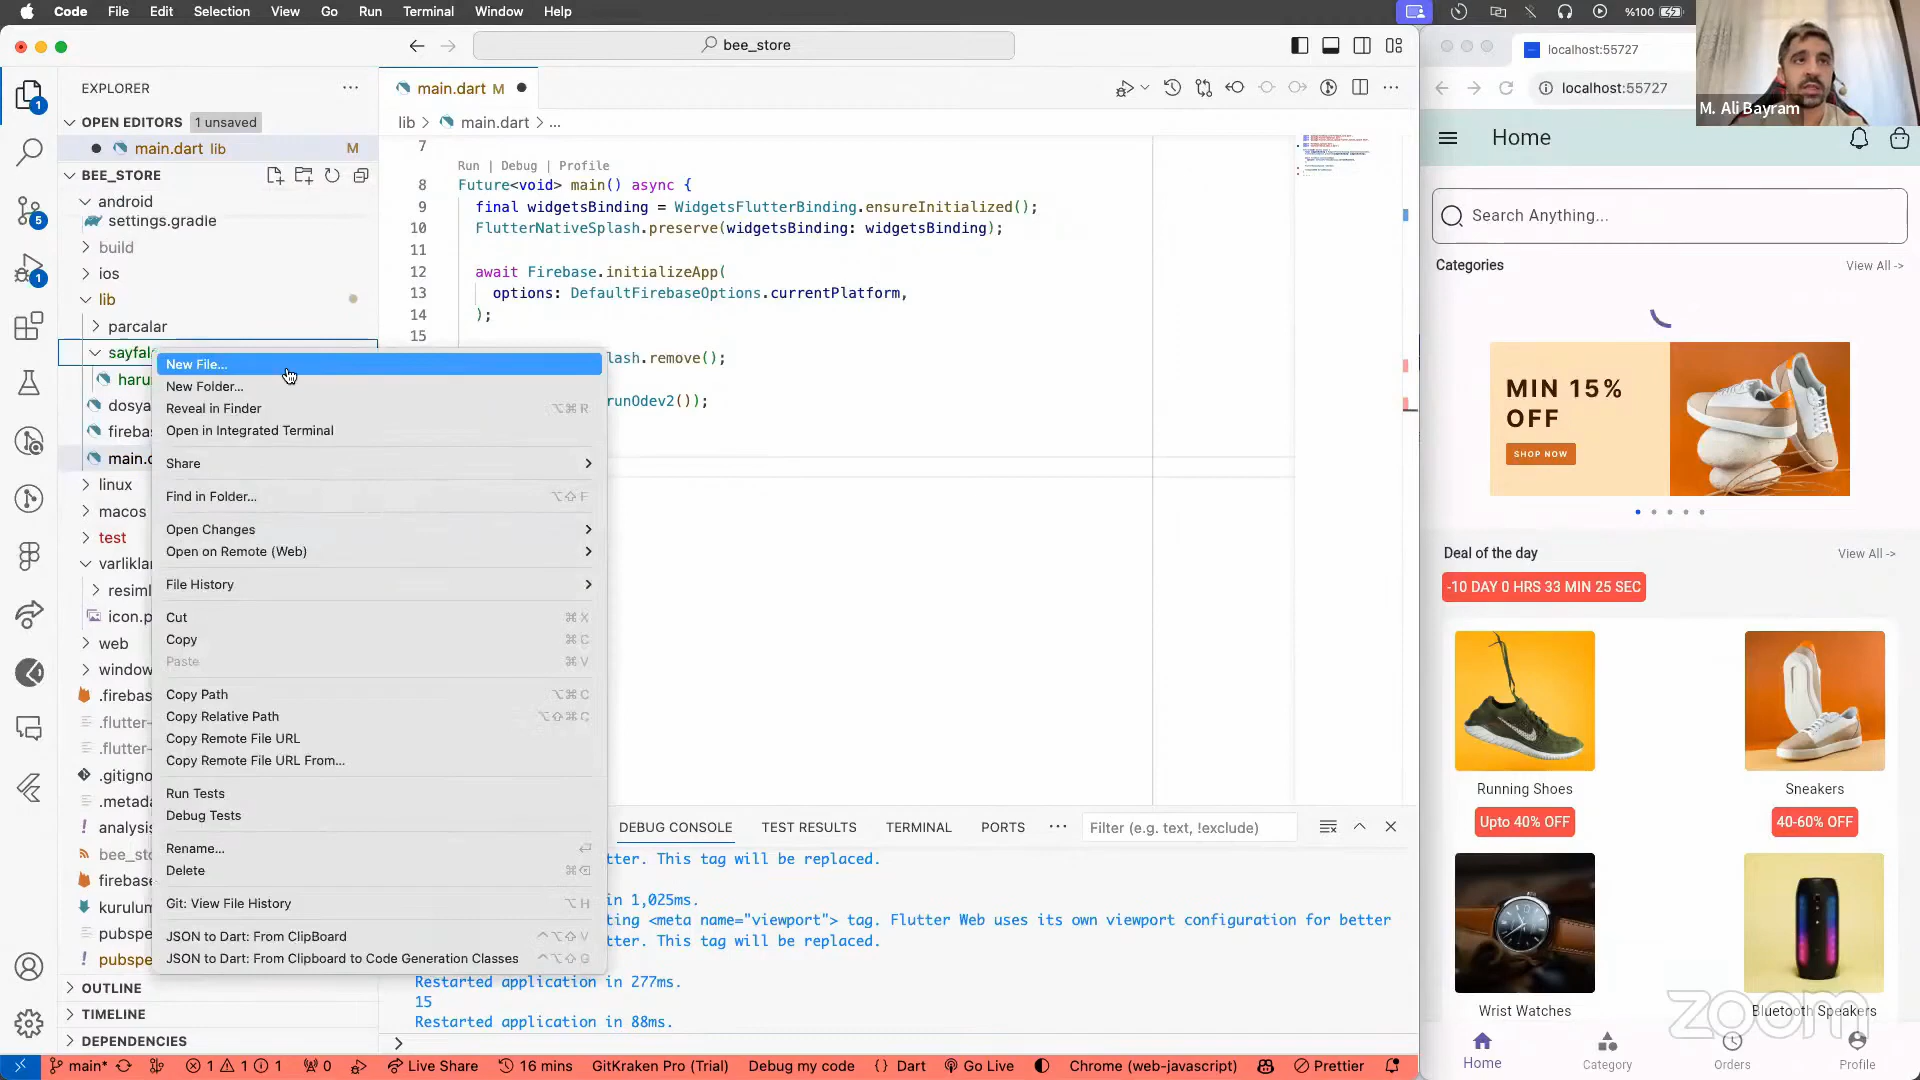 Code File Edit Selection View Go Run Terminal Window Help
%100
bee_store
EXPLORER
OPEN EDITORS 1 unsaved
main.dart lib M
BEE_STORE
android
settings.gradle
build
ios
lib
parcalar
sayfal
haru
dosya
fireba
main.d
linux
macos
test
varlikla
resiml
icon.p
web
window
.fireba
.flutter-
.flutter-
.gitigno
.metada
analysis
bee_sto
firebase
kurulum
pubspe
pubspe
OUTLINE
TIMELINE
DEPENDENCIES
1
5
1
New File...
New Folder...
Reveal in Finder ⌥⌘R
Open in Integrated Terminal
Share
Find in Folder... ⌥⇧F
Open Changes
Open on Remote (Web)
File History
Cut ⌘X
Copy ⌘C
Paste ⌘V
Copy Path ⌥⌘C
Copy Relative Path ⌥⇧⌘C
Copy Remote File URL
Copy Remote File URL From...
Run Tests
Debug Tests
Rename...
Delete
Git: View File History ⌥H
JSON to Dart: From ClipBoard ^⌥⇧V
JSON to Dart: From Clipboard to Code Generation Classes ^⌥⇧G
main.dart M
lib > main.dart > ...
7
Run | Debug | Profile
8 Future<void> main() async {
9 final widgetsBinding = WidgetsFlutterBinding.ensureInitialized();
10 FlutterNativeSplash.preserve(widgetsBinding: widgetsBinding);
11
12 await Firebase.initializeApp(
13 options: DefaultFirebaseOptions.currentPlatform,
14 );
15
lash.remove();
runOdev2());
DEBUG CONSOLE TEST RESULTS TERMINAL PORTS Filter (e.g. text, !exclude)
tter. This tag will be replaced.
in 1,025ms.
ting <meta name="viewport"> tag. Flutter Web uses its own viewport configuration for better
tter. This tag will be replaced.
Restarted application in 277ms.
15
Restarted application in 88ms.
main* 1 1 1 0 Live Share 16 mins GitKraken Pro (Trial) Debug my code {} Dart Go Live Chrome (web-javascript) Prettier
localhost:55727
localhost:55727
M. Ali Bayram
Home
Search Anything...
Categories View All ->
MIN 15%
OFF
SHOP NOW
Deal of the day View All ->
-10 DAY 0 HRS 33 MIN 25 SEC
Running Shoes Sneakers
Upto 40% OFF 40-60% OFF
Wrist Watches Bluetooth Speakers
zoom
Home Category Orders Profile